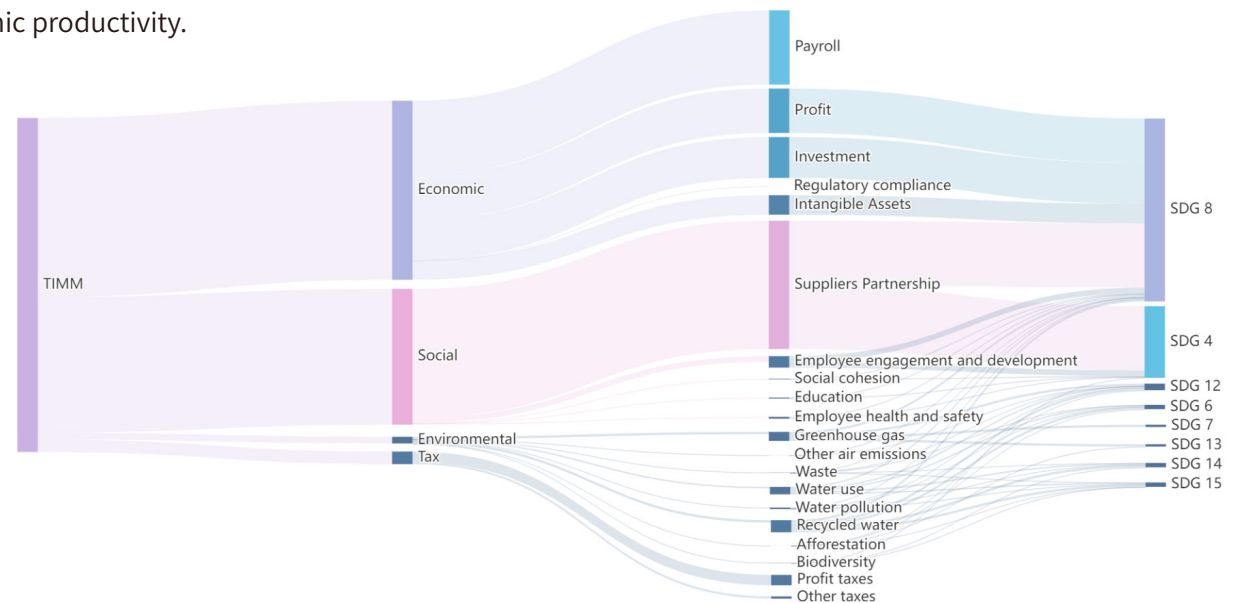 nic productivity.
TIMM
Economic
Social
Environmental
Tax
Payroll
Profit
Investment
Regulatory compliance
Intangible Assets
Suppliers Partnership
Employee engagement and development
Social cohesion
Education
Employee health and safety
Greenhouse gas
Other air emissions
Waste
Water use
Water pollution
Recycled water
Afforestation
Biodiversity
Profit taxes
Other taxes
SDG 8
SDG 4
SDG 12
SDG 6
SDG 7
SDG 13
SDG 14
SDG 15